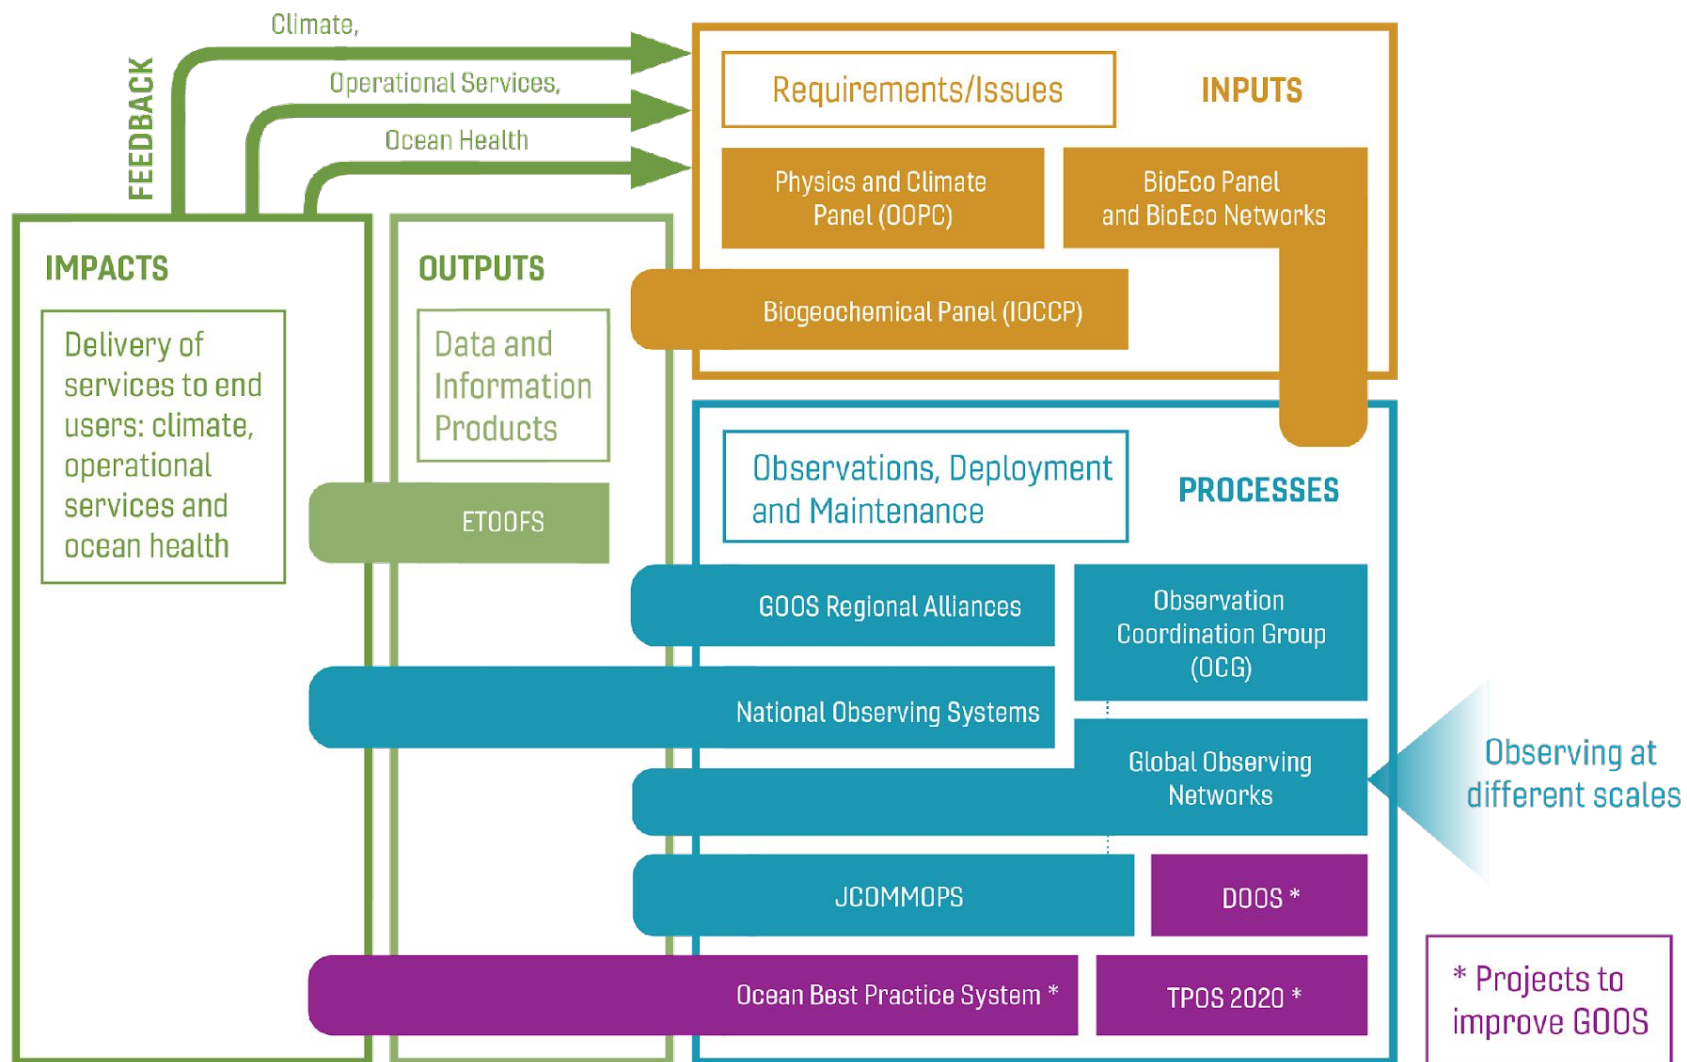 Climate,
Operational Services,
Ocean Health
FEEDBACK
Requirements/Issues
INPUTS
Physics and Climate
Panel (OOPC)
BioEco Panel
and BioEco Networks
Biogeochemical Panel (IOCCP)
IMPACTS
Delivery of
services to end
users: climate,
operational
services and
ocean health
OUTPUTS
Data and
Information
Products
ETOOFS
Observations, Deployment
and Maintenance
PROCESSES
GOOS Regional Alliances
Observation
Coordination Group
(OCG)
National Observing Systems
Global Observing
Networks
Observing at
different scales
JCOMMOPS
DOOS *
Ocean Best Practice System *
TPOS 2020 *
* Projects to
improve GOOS